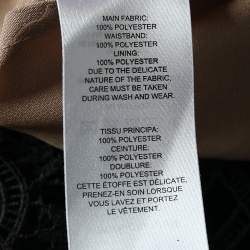 MAIN FABRIC:
100% POLYESTER
WAISTBAND:
100% POLYESTER
LINING:
100% POLYESTER
DUE TO THE DELICATE
NATURE OF THE FABRIC,
CARE MUST BE TAKEN
DURING WASH AND WEAR.
TISSU PRINCIPA:
100% POLYESTER
CEINTURE:
100% POLYESTER
DOUBLURE:
100% POLYESTER
CETTE ÉTOFFE EST DÉLICATE,
PRENEZ-EN SOIN LORSQUE
VOUS LAVEZ ET PORTEZ
LE VÊTEMENT.